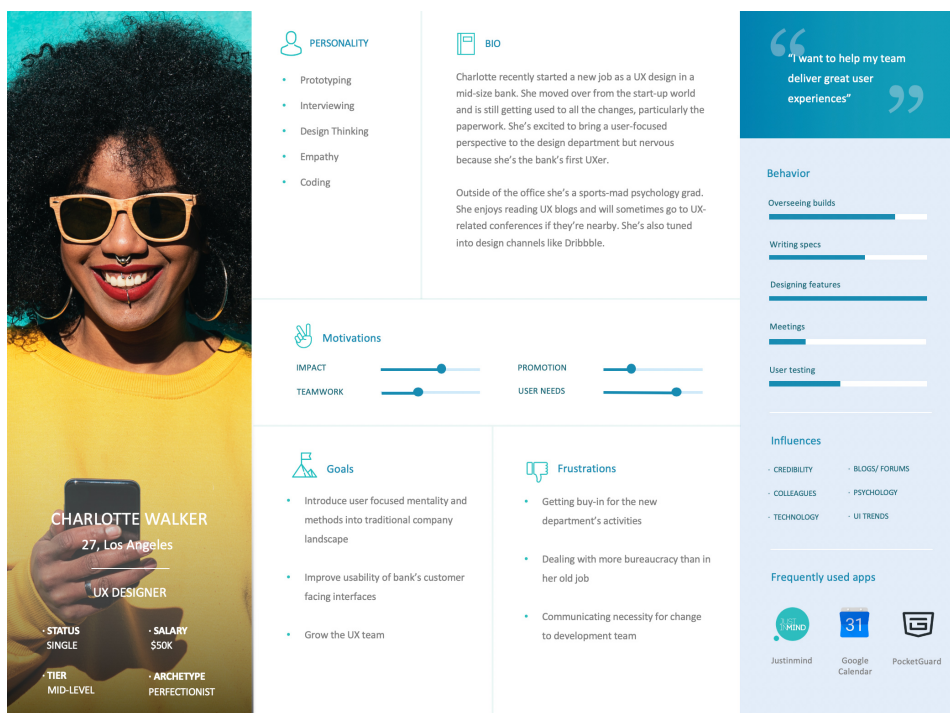 CHARLOTTE WALKER
27, Los Angeles
UX DESIGNER
· STATUS
SINGLE
· SALARY
$50K
· TIER
MID-LEVEL
· ARCHETYPE
PERFECTIONIST
PERSONALITY
• Prototyping
• Interviewing
• Design Thinking
• Empathy
• Coding
BIO
Charlotte recently started a new job as a UX design in a
mid-size bank. She moved over from the start-up world
and is still getting used to all the changes, particularly the
paperwork. She's excited to bring a user-focused
perspective to the design department but nervous
because she's the bank's first UXer.
Outside of the office she's a sports-mad psychology grad.
She enjoys reading UX blogs and will sometimes go to UX-
related conferences if they're nearby. She's also tuned
into design channels like Dribbble.
Motivations
IMPACT
TEAMWORK
PROMOTION
USER NEEDS
Goals
• Introduce user focused mentality and
methods into traditional company
landscape
• Improve usability of bank's customer
facing interfaces
• Grow the UX team
Frustrations
• Getting buy-in for the new
department's activities
• Dealing with more bureaucracy than in
her old job
• Communicating necessity for change
to development team
"I want to help my team
deliver great user
experiences"
Behavior
Overseeing builds
Writing specs
Designing features
Meetings
User testing
Influences
· CREDIBILITY
· COLLEAGUES
· TECHNOLOGY
· BLOGS/ FORUMS
· PSYCHOLOGY
· UI TRENDS
Frequently used apps
JUST
MIND
31
Justinmind
Google
Calendar
PocketGuard